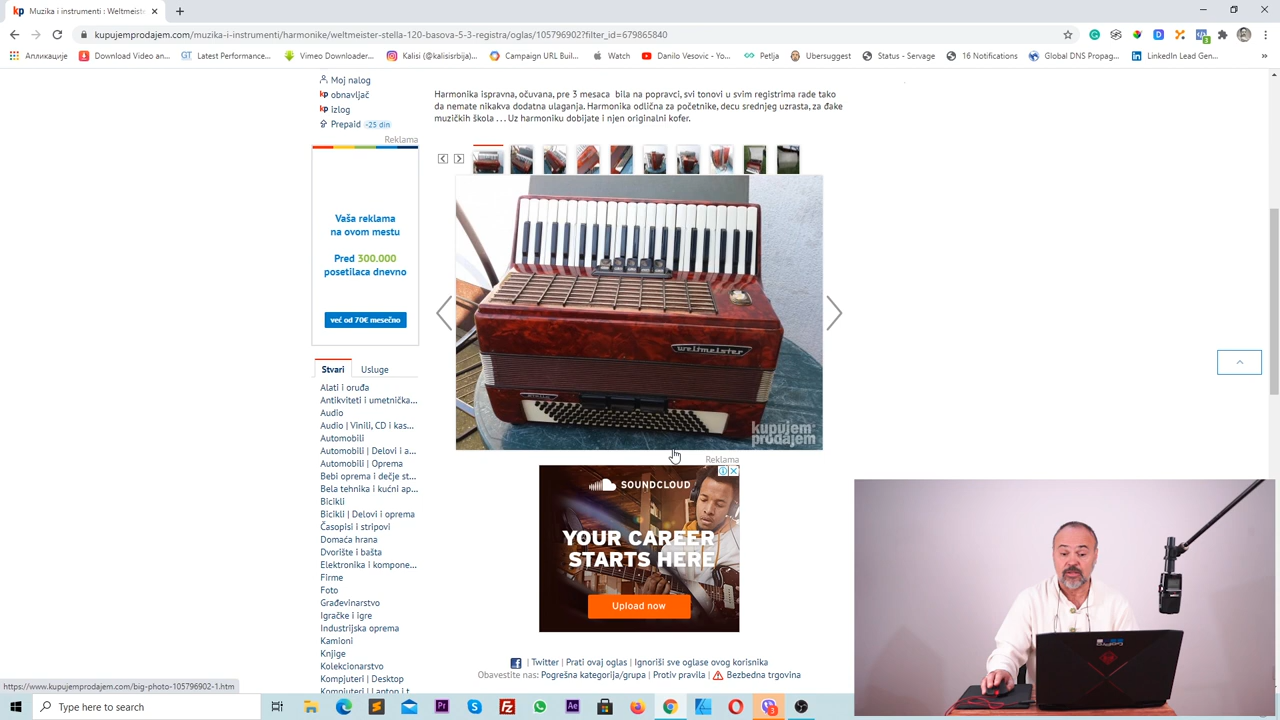 kp Muzika i instrumenti : Weltmeist
kupujemprodajem.com/muzika-i-instrumenti/harmonike/weltmeister-stella-120-basova-5-3-registra/oglas/105796902?filter_id=679865840
Апликације
Download Video an...
Latest Performance...
Vimeo Downloader...
Kalisi (@kalisisrbija)...
Campaign URL Buil...
Watch
Danilo Vesovic - Yo...
Petlja
Ubersuggest
Status - Servage
16 Notifications
Global DNS Propag...
LinkedIn Lead Gen...
»
Moj nalog
kp obnavljač
kp izlog
Prepaid -25 din
Reklama
Harmonika ispravna, očuvana, pre 3 mesaca bila na popravci, svi tonovi u svim registrima rade tako
da nemate nikakva dodatna ulaganja. Harmonika odlična za početnike, decu srednjeg uzrasta, za đake
muzičkih škola . . . Uz harmoniku dobijate i njen originalni kofer.
Vaša reklama
na ovom mestu
Pred 300.000
posetilaca dnevno
već od 70€ mesečno
weltmeister
kupujem
prodajem
Stvari
Usluge
Alati i oruđa
Antikviteti i umetnička...
Audio
Audio | Vinili, CD i kas...
Automobili
Automobili | Delovi i a...
Automobili | Oprema
Bebi oprema i dečje st...
Bela tehnika i kućni ap...
Bicikli
Bicikli | Delovi i oprema
Časopisi i stripovi
Domaća hrana
Dvorište i bašta
Elektronika i kompone...
Firme
Foto
Građevinarstvo
Igračke i igre
Industrijska oprema
Kamioni
Knjige
Kolekcionarstvo
Kompjuteri | Desktop
Kompjuteri | Laptop i t
Reklama
SOUNDCLOUD
YOUR CAREER
STARTS HERE
Upload now
| Twitter | Prati ovaj oglas | Ignoriši sve oglase ovog korisnika
Obavestite nas: Pogrešna kategorija/grupa | Protiv pravila | Bezbedna trgovina
https://www.kupujemprodajem.com/big-photo-105796902-1.htm
Type here to search